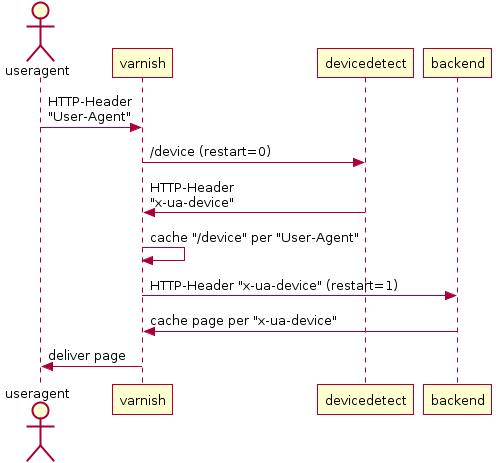 useragent
varnish
devicedetect
backend
HTTP-Header
"User-Agent"
/device (restart=0)
HTTP-Header
"x-ua-device"
cache "/device" per "User-Agent"
HTTP-Header "x-ua-device" (restart=1)
cache page per "x-ua-device"
deliver page
useragent
varnish
devicedetect
backend